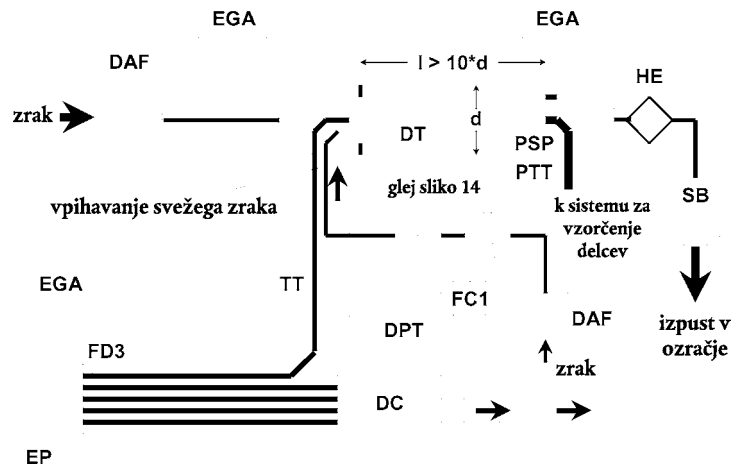 EGA
EGA
DAF
l > 10*d
HE
zrak
d
DT
PSP
PTT
glej sliko 14
SB
vpihavanje svežega zraka
k sistemu za
vzorčenje
delcev
EGA
TT
FC1
DAF
izpust v
ozračje
DPT
FD3
zrak
DC
EP